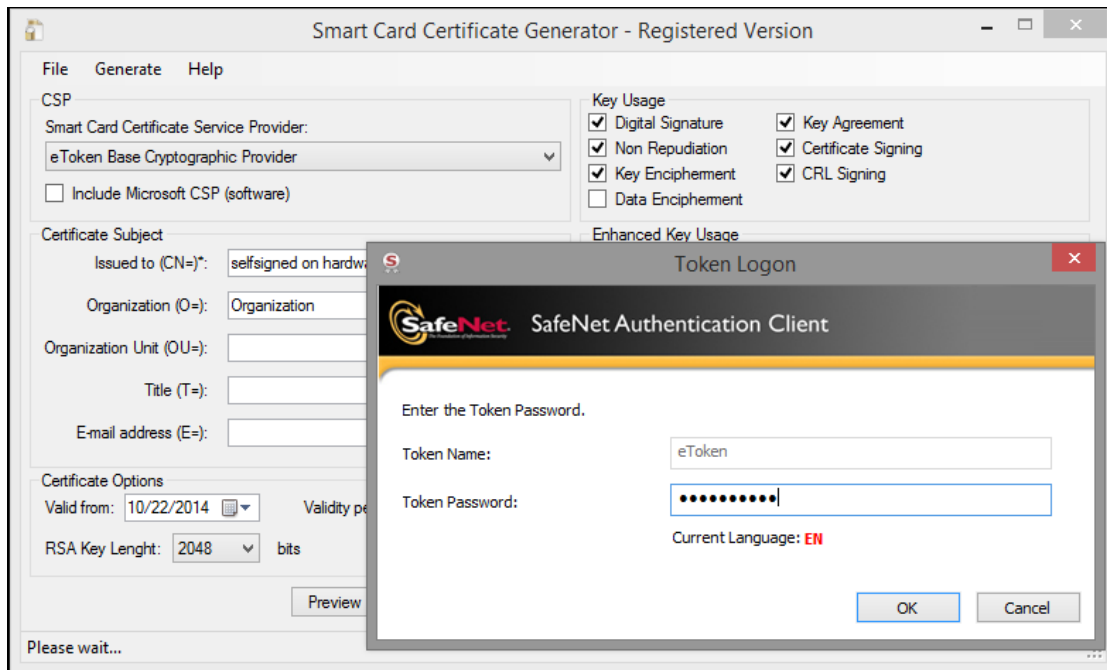 Smart Card Certificate Generator - Registered Version
File Generate Help
CSP
Smart Card Certificate Service Provider:
eToken Base Cryptographic Provider
Include Microsoft CSP (software)
Key Usage
Digital Signature
Key Agreement
Non Repudiation
Certificate Signing
Key Encipherment
CRL Signing
Data Encipherment
Certificate Subject
Issued to (CN=)*:
selfsigned on hardwa
Organization (O=):
Organization
Organization Unit (OU=):
Title (T=):
E-mail address (E=):
Enhanced Key Usage
Certificate Options
Valid from: 10/22/2014
Validity pe
RSA Key Lenght: 2048 bits
Preview
Please wait...
Token Logon
SafeNet. SafeNet Authentication Client
Enter the Token Password.
Token Name: eToken
Token Password: ••••••••••
Current Language: EN
OK Cancel